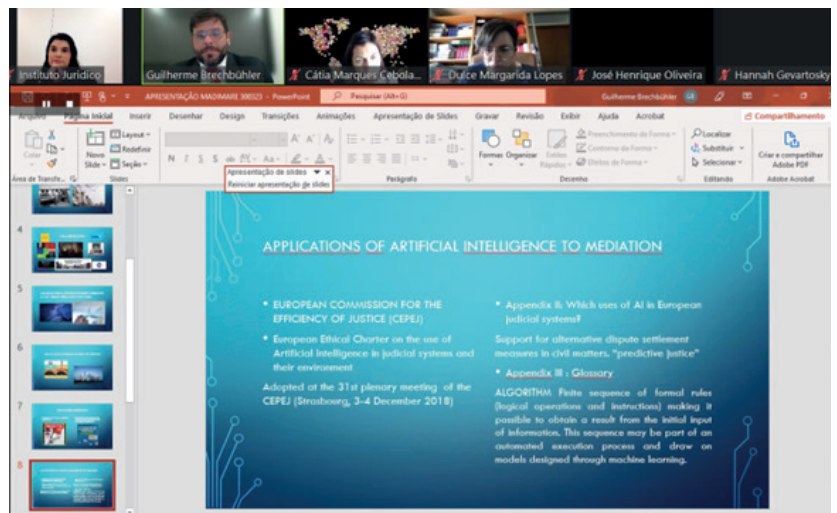 Instituto Jurídico
Guilherme Brechbühler
Cátia Marques Cebola...
Dulce Margarida Lopes
José Henrique Oliveira
Hannah Gevartosky
APRESENTAÇÃO MADIMARE 300323 - PowerPoint
Pesquisar (Alt+G)
Guilherme Brechbühler
GB
Arquivo Página Inicial Inserir Desenhar Design Transições Animações Apresentação de Slides Gravar Revisão Exibir Ajuda Acrobat
Compartilhamento
Colar
Novo
Slide
Layout
Redefinir
Seção
N I S S ab AV Aa A
Formas Organizar Estilos
Rápidos
Preenchimento da Forma
Contorno da Forma
Efeitos de Forma
Localizar
Substituir
Selecionar
Criar e compartilhar
Adobe PDF
Área de Transfe... Slides Parágrafo Desenho Editando Adobe Acrobat
Apresentação de slides
Reiniciar apresentação de slides
4
5
6
7
8
APPLICATIONS OF ARTIFICIAL INTELLIGENCE TO MEDIATION
• EUROPEAN COMMISSION FOR THE
EFFICIENCY OF JUSTICE (CEPEJ)
• European Ethical Charter on the use of
Artificial Intelligence in judicial systems and
their environment
Adopted at the 31st plenary meeting of the
CEPEJ (Strasbourg, 3-4 December 2018)
• Appendix II: Which uses of AI in European
judicial systems?
Support for alternative dispute settlement
measures in civil matters. "predictive justice"
• Appendix III : Glossary
ALGORITHM Finite sequence of formal rules
(logical operations and instructions) making it
possible to obtain a result from the initial input
of information. This sequence may be part of an
automated execution process and draw on
models designed through machine learning.